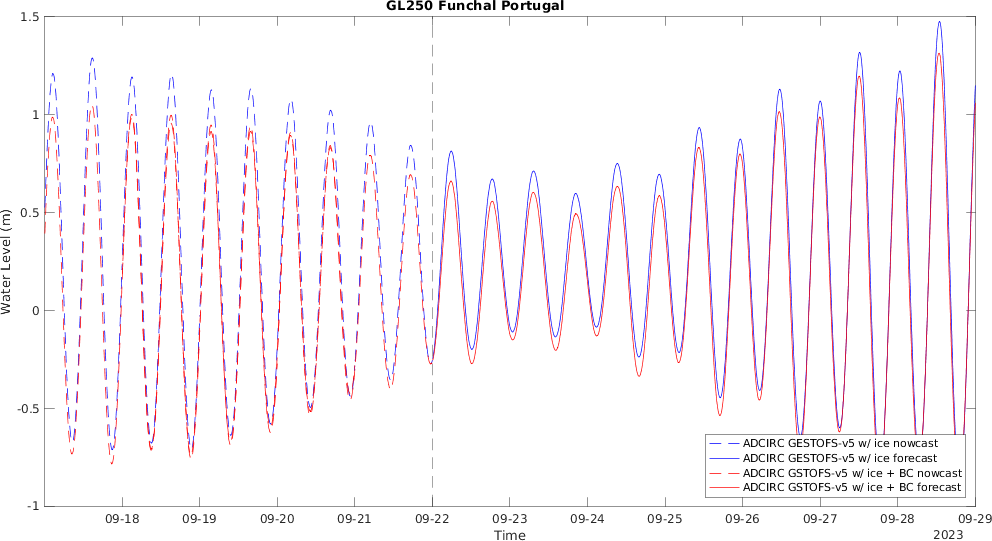 GL250 Funchal Portugal
1.5
1
0.5
0
-0.5
-1
Water Level (m)
09-18 09-19 09-20 09-21 09-22 09-23 09-24 09-25 09-26 09-27 09-28 09-29
Time
2023
ADCIRC GESTOFS-v5 w/ ice nowcast
ADCIRC GESTOFS-v5 w/ ice forecast
ADCIRC GSTOFS-v5 w/ ice + BC nowcast
ADCIRC GSTOFS-v5 w/ ice + BC forecast